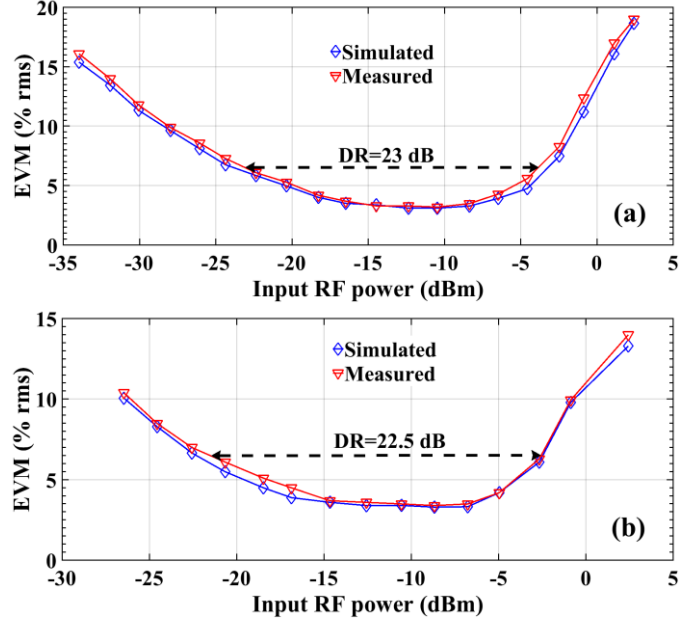 20
15
10
5
0
EVM (% rms)
Simulated
Measured
DR=23 dB
(a)
-35 -30 -25 -20 -15 -10 -5 0 5
Input RF power (dBm)
15
10
5
0
EVM (% rms)
Simulated
Measured
DR=22.5 dB
(b)
-30 -25 -20 -15 -10 -5 0 5
Input RF power (dBm)